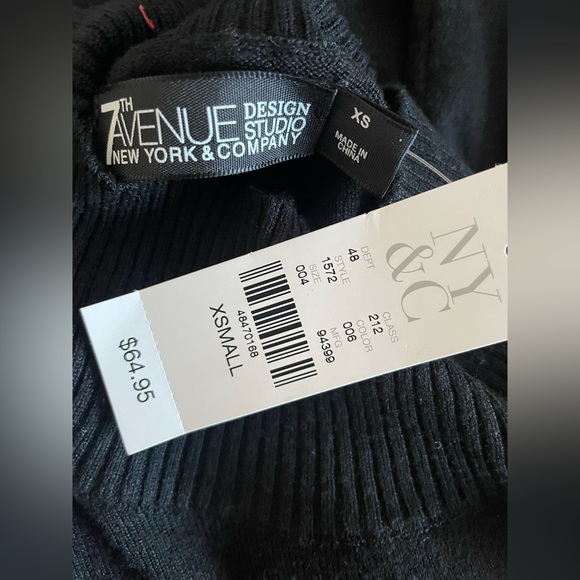 7TH
AVENUE
DESIGN
STUDIO
NEW YORK & COMPANY
XS
MADE IN
CHINA
NY
&C
DEPT
48
CLASS
212
STYLE
1572
COLOR
006
SIZE
004
MFG
94399
48470168
XSMALL
$64.95